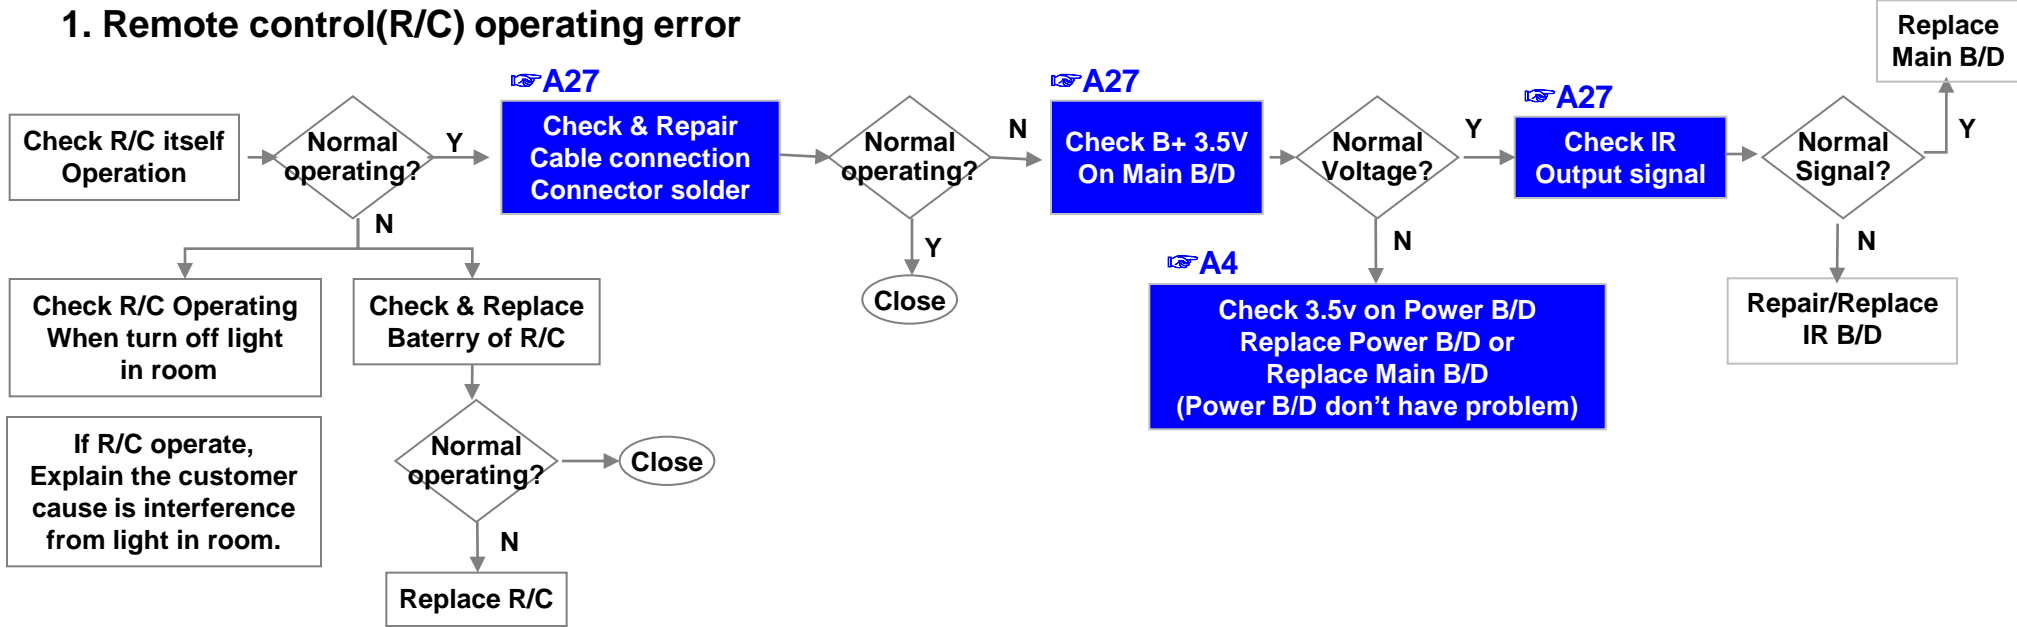 1. Remote control(R/C) operating error
Replace
Main B/D
☞A27
☞A27
☞A27
Check R/C itself
Operation
Normal
operating?
Y
Check & Repair
Cable connection
Connector solder
Normal
operating?
N
Check B+ 3.5V
On Main B/D
Normal
Voltage?
Y
Check IR
Output signal
Normal
Signal?
Y
N
Y
N
N
Close
☞A4
Check R/C Operating
When turn off light
in room
Check & Replace
Baterry of R/C
Check 3.5v on Power B/D
Replace Power B/D or
Replace Main B/D
(Power B/D don’t have problem)
Repair/Replace
IR B/D
If R/C operate,
Explain the customer
cause is interference
from light in room.
Normal
operating?
Close
N
Replace R/C